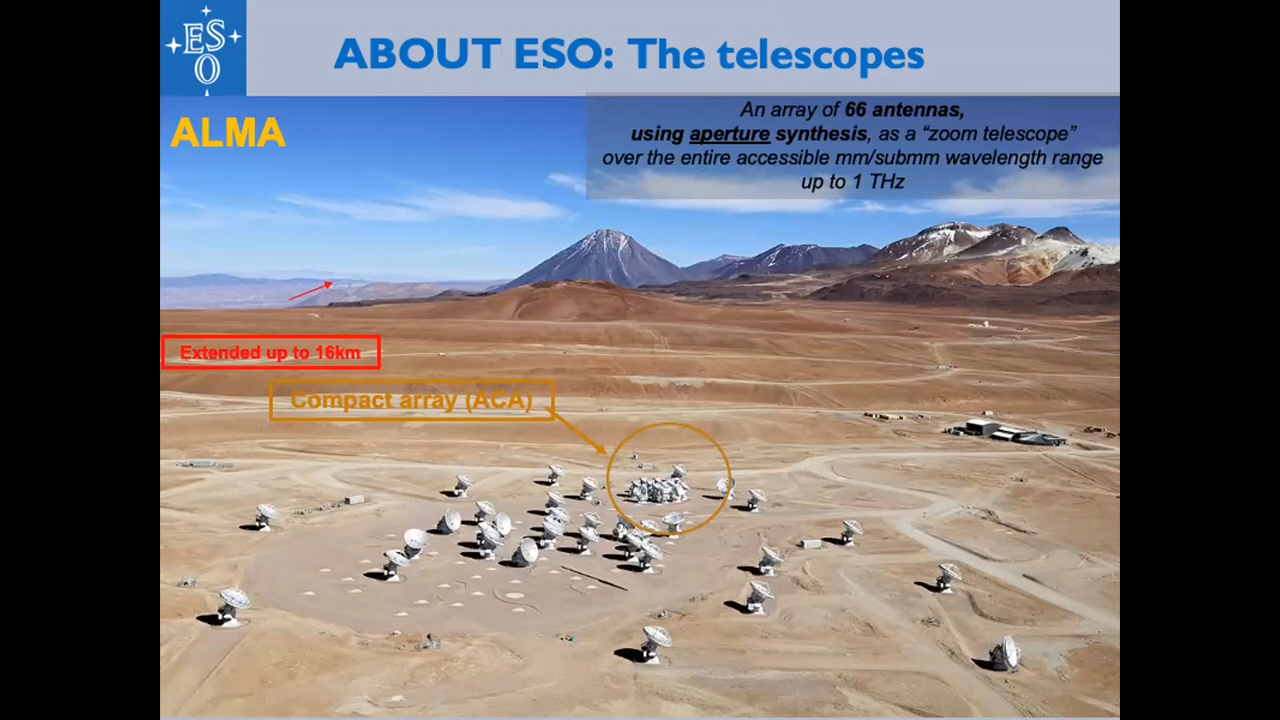 ESO
ABOUT ESO: The telescopes
ALMA
An array of 66 antennas,
using aperture synthesis, as a “zoom telescope”
over the entire accessible mm/submm wavelength range
up to 1 THz
Extended up to 16km
Compact array (ACA)